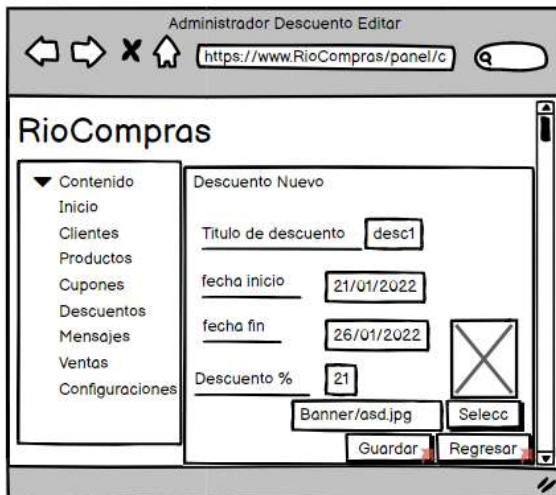 Administrador Descuento Editar
https://www.RioCompras/panel/c
RioCompras
Contenido
Inicio
Clientes
Productos
Cupones
Descuentos
Mensajes
Ventas
Configuraciones
Descuento Nuevo
Titulo de descuento desc1
fecha inicio 21/01/2022
fecha fin 26/01/2022
Descuento % 21
Banner/asd.jpg Selecc
Guardar Regresar